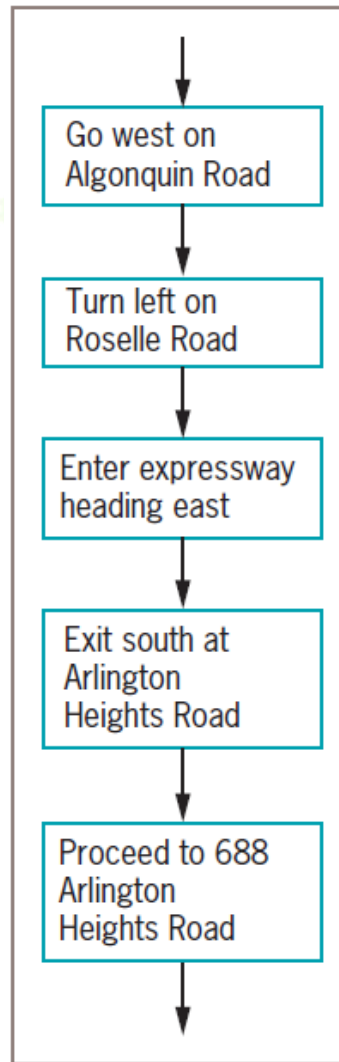 Go west on
Algonquin Road
Turn left on
Roselle Road
Enter expressway
heading east
Exit south at
Arlington
Heights Road
Proceed to 688
Arlington
Heights Road